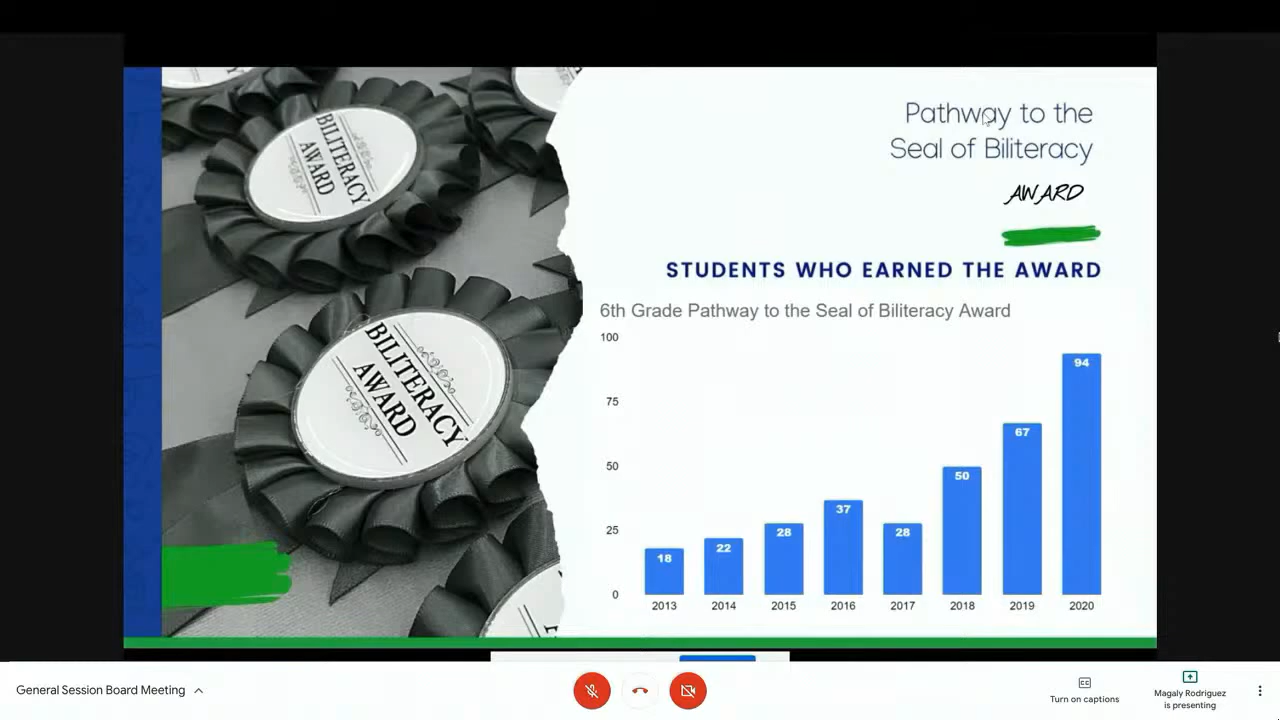 BILITERACY
AWARD
BILITERACY
AWARD
Pathway to the
Seal of Biliteracy
AWARD
STUDENTS WHO EARNED THE AWARD
6th Grade Pathway to the Seal of Biliteracy Award
100
75
50
25
0
18
22
28
37
28
50
67
94
2013
2014
2015
2016
2017
2018
2019
2020
General Session Board Meeting
Turn on captions
Magaly Rodriguez
is presenting